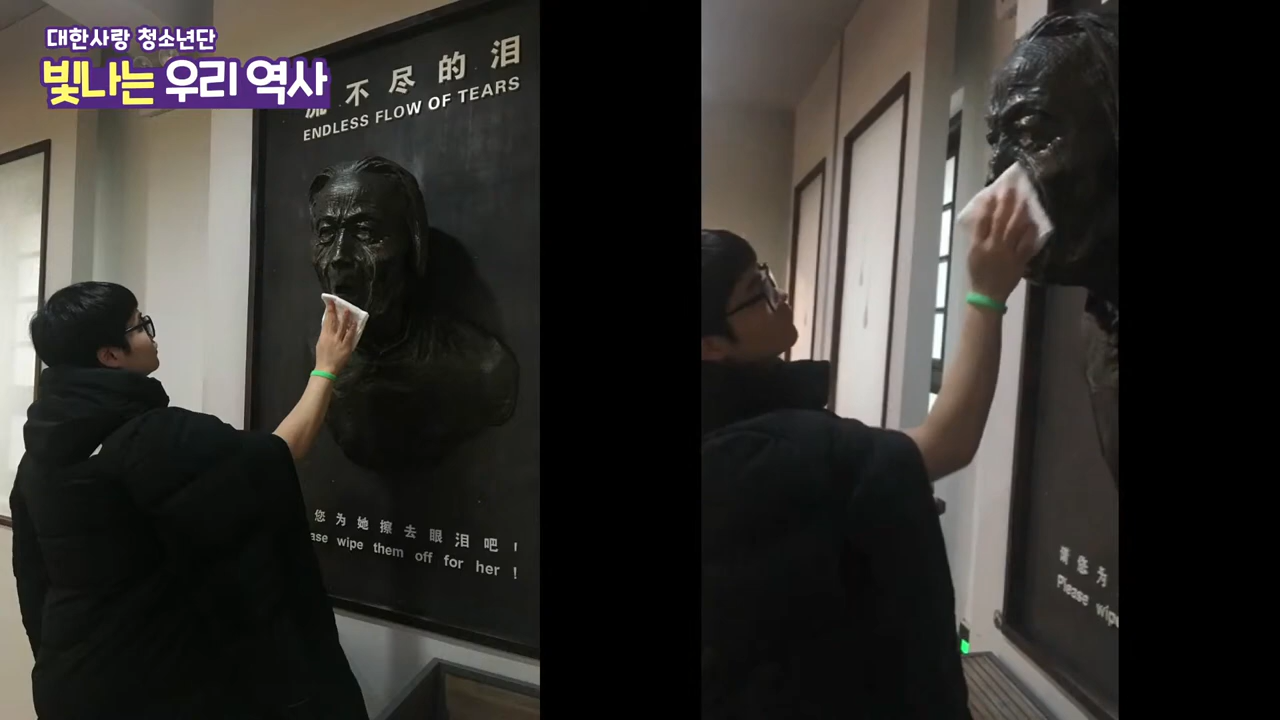 대한사랑 청소년단
빛나는 우리 역사
流不尽的泪
ENDLESS FLOW OF TEARS
您为她擦去眼泪吧！
wipe them off for her !
请您为
Please